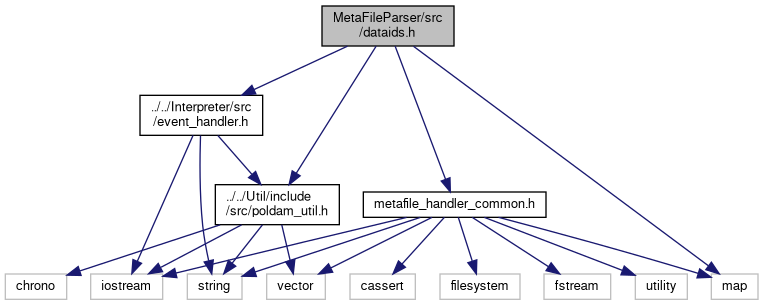 MetaFileParser/src
/dataids.h
../../Interpreter/src
/event_handler.h
../../Util/include
/src/poldam_util.h
metafile_handler_common.h
chrono
iostream
string
vector
cassert
filesystem
fstream
utility
map